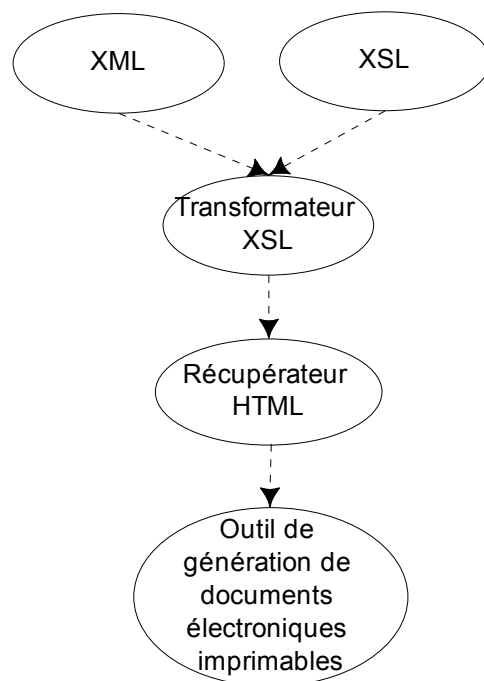 XML
XSL
Transformateur
XSL
Récupérateur
HTML
Outil de
génération de
documents
électroniques
imprimables